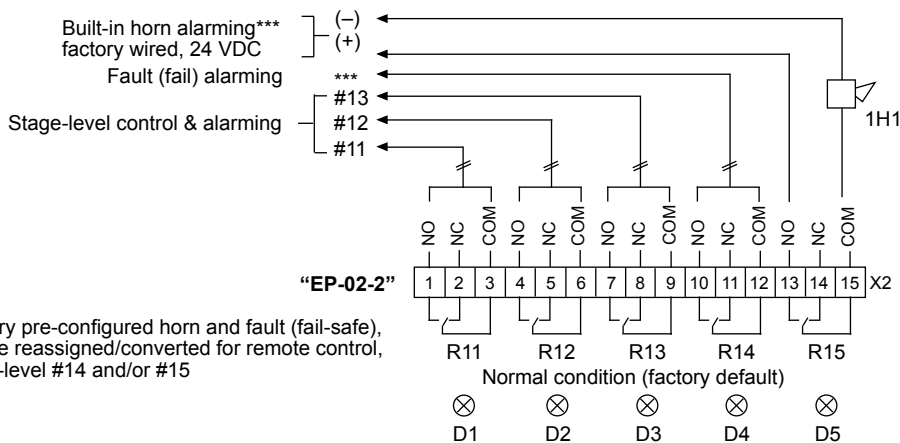 Built-in horn alarming***
factory wired, 24 VDC
(–)
(+)
Fault (fail) alarming
***
Stage-level control & alarming
#13
#12
#11
1H1
NO NC COM NO NC COM NO NC COM NO NC COM NO NC COM
"EP-02-2" 1 2 3 4 5 6 7 8 9 10 11 12 13 14 15 X2
ry pre-configured horn and fault (fail-safe),
e reassigned/converted for remote control,
-level #14 and/or #15
R11 R12 R13 R14 R15
Normal condition (factory default)
D1 D2 D3 D4 D5